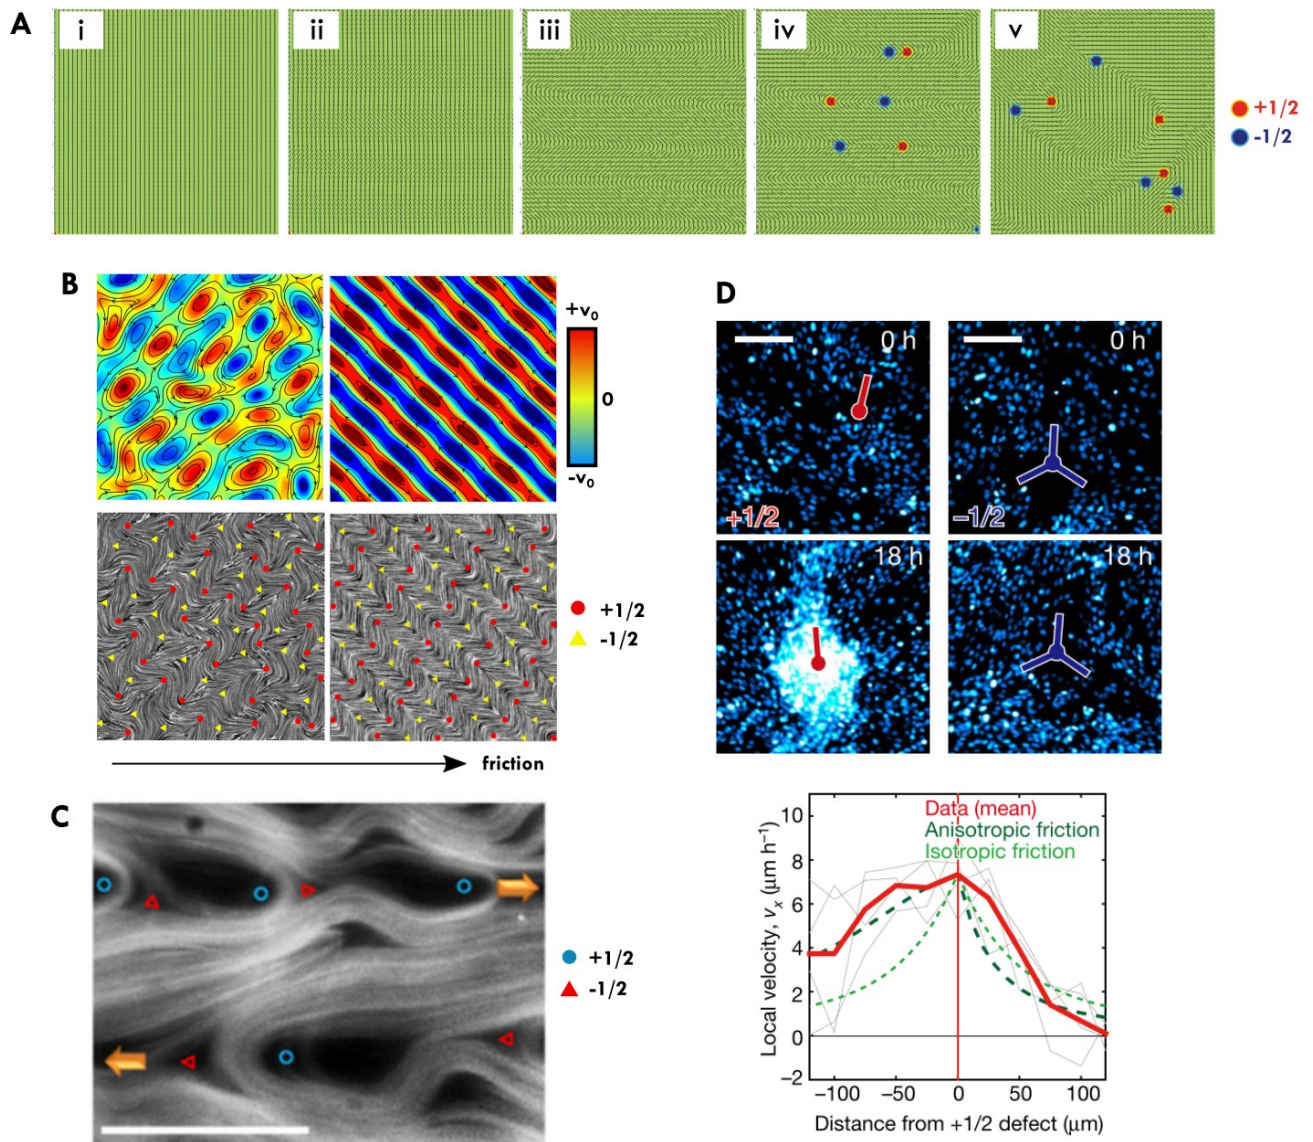 A
i
ii
iii
iv
v
+1/2
-1/2
B
+v₀
0
-v₀
+1/2
-1/2
friction
C
+1/2
-1/2
D
0 h
0 h
+1/2
−1/2
18 h
18 h
Data (mean)
Anisotropic friction
Isotropic friction
Local velocity, vₓ (μm h⁻¹)
10
8
6
4
2
0
−2
−100
−50
0
50
100
Distance from +1/2 defect (μm)